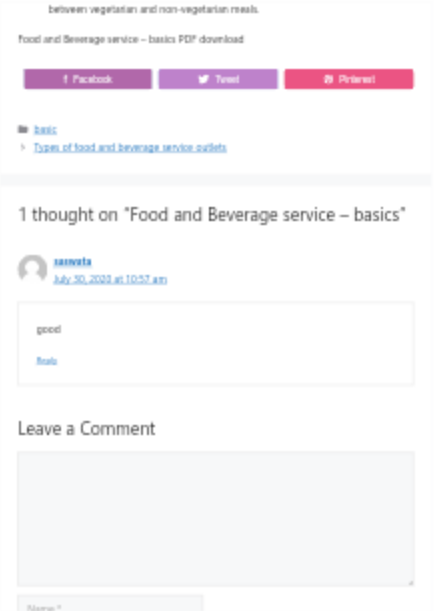 between vegetarian and non-vegetarian meals.
Food and Beverage service – basics PDF download
Facebook
Tweet
Pinterest
basic
Types of food and beverage service outlets
1 thought on "Food and Beverage service – basics"
July 30, 2020 at 10:57 am
good
Reply
Leave a Comment
Name *